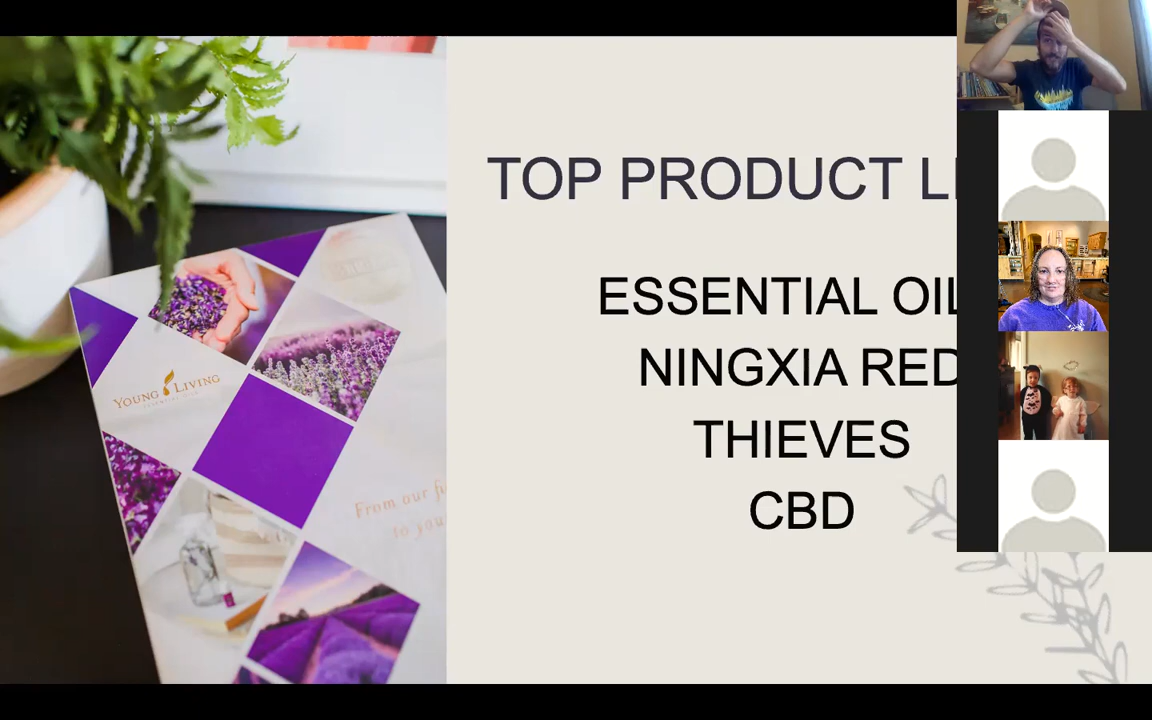 TOP PRODUCT LI
ESSENTIAL OIL
NINGXIA RED
THIEVES
CBD
YOUNG LIVING
From our
to you